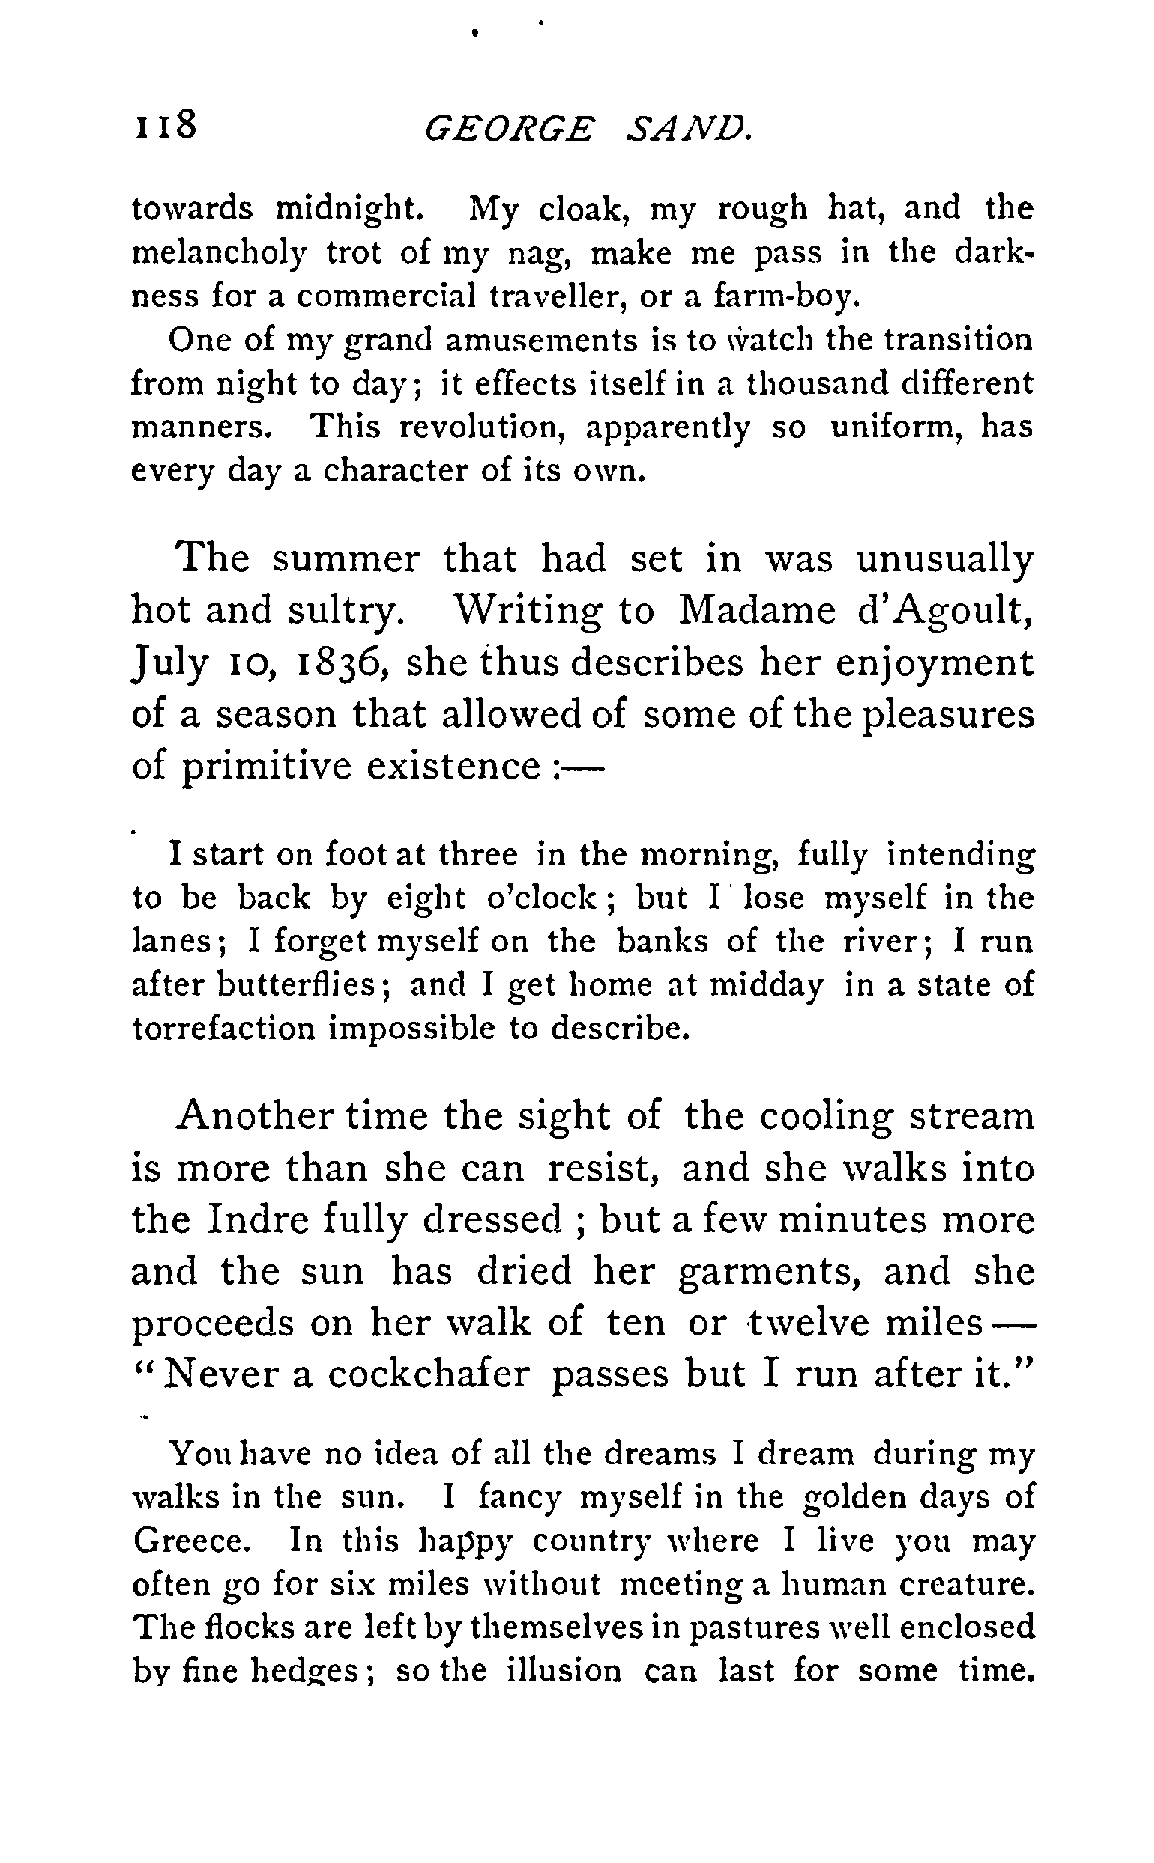 118 GEORGE SAND.
towards midnight. My cloak, my rough hat, and the
melancholy trot of my nag, make me pass in the dark-
ness for a commercial traveller, or a farm-boy.
One of my grand amusements is to watch the transition
from night to day; it effects itself in a thousand different
manners. This revolution, apparently so uniform, has
every day a character of its own.
The summer that had set in was unusually
hot and sultry. Writing to Madame d'Agoult,
July 10, 1836, she thus describes her enjoyment
of a season that allowed of some of the pleasures
of primitive existence :—
I start on foot at three in the morning, fully intending
to be back by eight o'clock ; but I lose myself in the
lanes ; I forget myself on the banks of the river ; I run
after butterflies ; and I get home at midday in a state of
torrefaction impossible to describe.
Another time the sight of the cooling stream
is more than she can resist, and she walks into
the Indre fully dressed ; but a few minutes more
and the sun has dried her garments, and she
proceeds on her walk of ten or twelve miles —
“ Never a cockchafer passes but I run after it.”
You have no idea of all the dreams I dream during my
walks in the sun. I fancy myself in the golden days of
Greece. In this happy country where I live you may
often go for six miles without meeting a human creature.
The flocks are left by themselves in pastures well enclosed
by fine hedges ; so the illusion can last for some time.